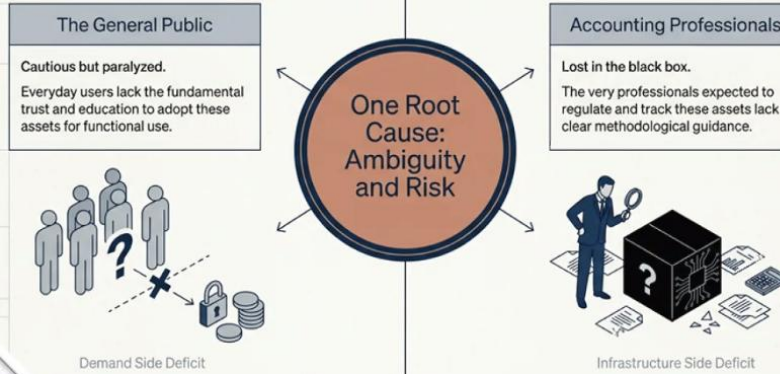 The General Public
Cautious but paralyzed.
Everyday users lack the fundamental
trust and education to adopt these
assets for functional use.
?
Demand Side Deficit
One Root
Cause:
Ambiguity
and Risk
Accounting Professionals
Lost in the black box.
The very professionals expected to
regulate and track these assets lack
clear methodological guidance.
?
Infrastructure Side Deficit